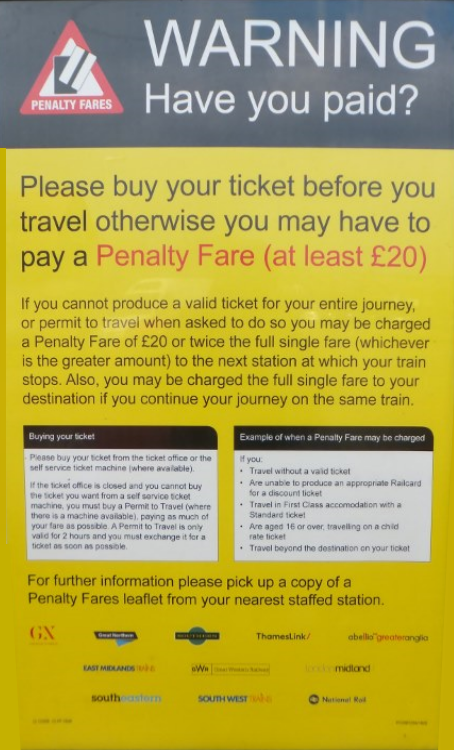 WARNING
PENALTY FARES
Have you paid?
Please buy your ticket before you
travel otherwise you may have to
pay a Penalty Fare (at least £20)
If you cannot produce a valid ticket for your entire journey,
or permit to travel when asked to do so you may be charged
a Penalty Fare of £20 or twice the full single fare (whichever
is the greater amount) to the next station at which your train
stops. Also, you may be charged the full single fare to your
destination if you continue your journey on the same train.
Buying your ticket
Please buy your ticket from the ticket office or the
self service ticket machine (where available).
If the ticket office is closed and you cannot buy
the ticket you want from a self service ticket
machine, you must buy a Permit to Travel (where
there is a machine available), paying as much of
your fare as possible. A Permit to Travel is only
valid for 2 hours and you must exchange it for a
ticket as soon as possible.
Example of when a Penalty Fare may be charged
If you:
• Travel without a valid ticket
• Are unable to produce an appropriate Railcard
for a discount ticket
• Travel in First Class accomodation with a
Standard ticket
• Are aged 16 or over, travelling on a child
rate ticket
• Travel beyond the destination on your ticket
For further information please pick up a copy of a
Penalty Fares leaflet from your nearest staffed station.
GX
Great Northern
SOUTHERN
ThamesLink/
abellio greateranglia
EAST MIDLANDS TRAINS
GWR Great Western Railway
londonmidland
southeastern
SOUTH WEST TRAINS
National Rail